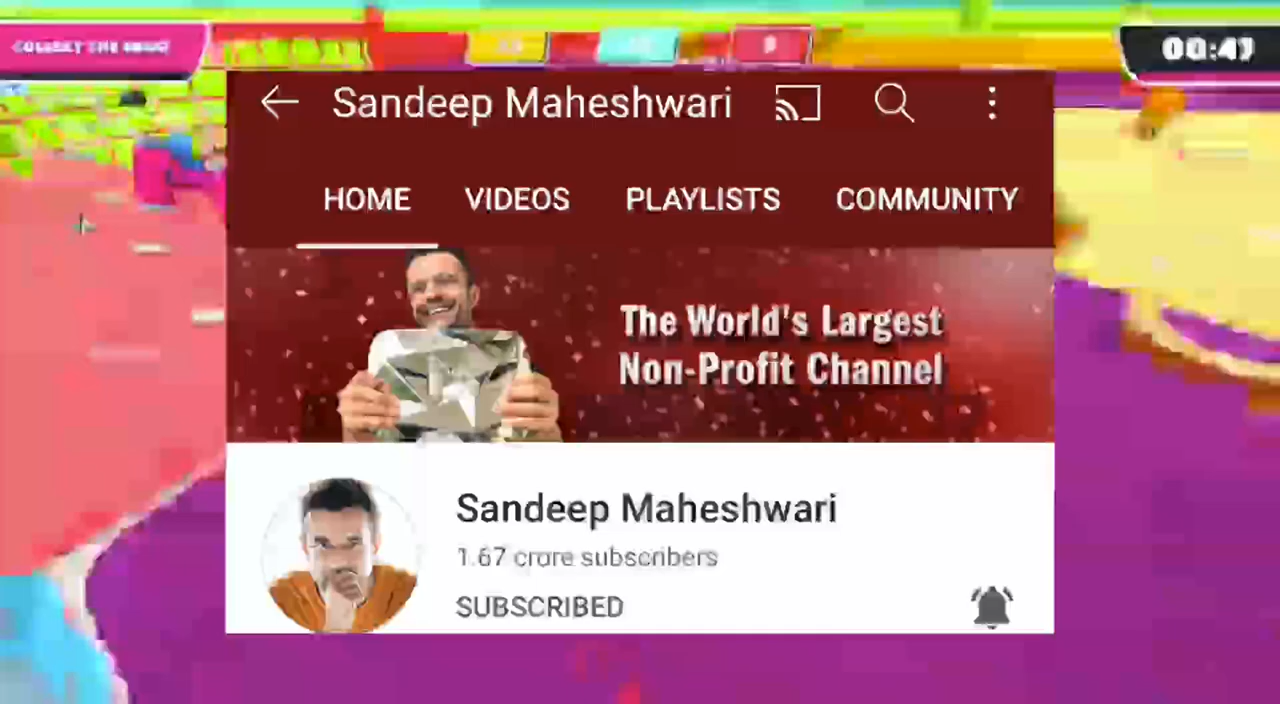 00:47
Sandeep Maheshwari
HOME VIDEOS PLAYLISTS COMMUNITY
The World's Largest
Non-Profit Channel
Sandeep Maheshwari
1.67 crore subscribers
SUBSCRIBED